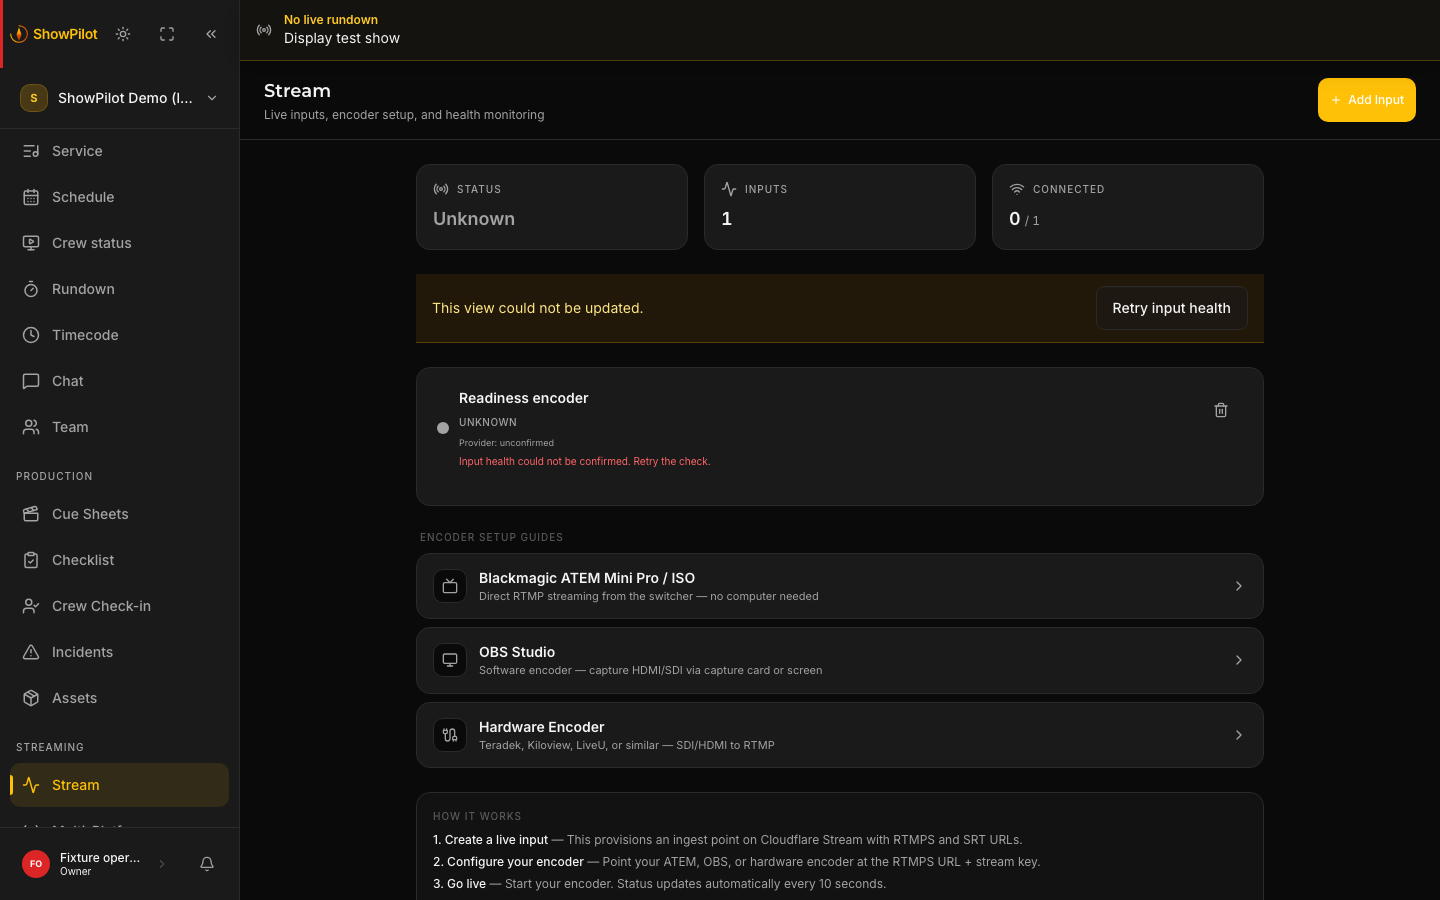 ShowPilot
S
ShowPilot Demo (I...
Service
Schedule
Crew status
Rundown
Timecode
Chat
Team
PRODUCTION
Cue Sheets
Checklist
Crew Check-in
Incidents
Assets
STREAMING
Stream
FO
Fixture oper...
Owner
No live rundown
Display test show
Stream
Live inputs, encoder setup, and health monitoring
+ Add Input
STATUS
Unknown
INPUTS
1
CONNECTED
0 / 1
This view could not be updated.
Retry input health
Readiness encoder
UNKNOWN
Provider: unconfirmed
Input health could not be confirmed. Retry the check.
ENCODER SETUP GUIDES
Blackmagic ATEM Mini Pro / ISO
Direct RTMP streaming from the switcher — no computer needed
OBS Studio
Software encoder — capture HDMI/SDI via capture card or screen
Hardware Encoder
Teradek, Kiloview, LiveU, or similar — SDI/HDMI to RTMP
HOW IT WORKS
1. Create a live input — This provisions an ingest point on Cloudflare Stream with RTMPS and SRT URLs.
2. Configure your encoder — Point your ATEM, OBS, or hardware encoder at the RTMPS URL + stream key.
3. Go live — Start your encoder. Status updates automatically every 10 seconds.